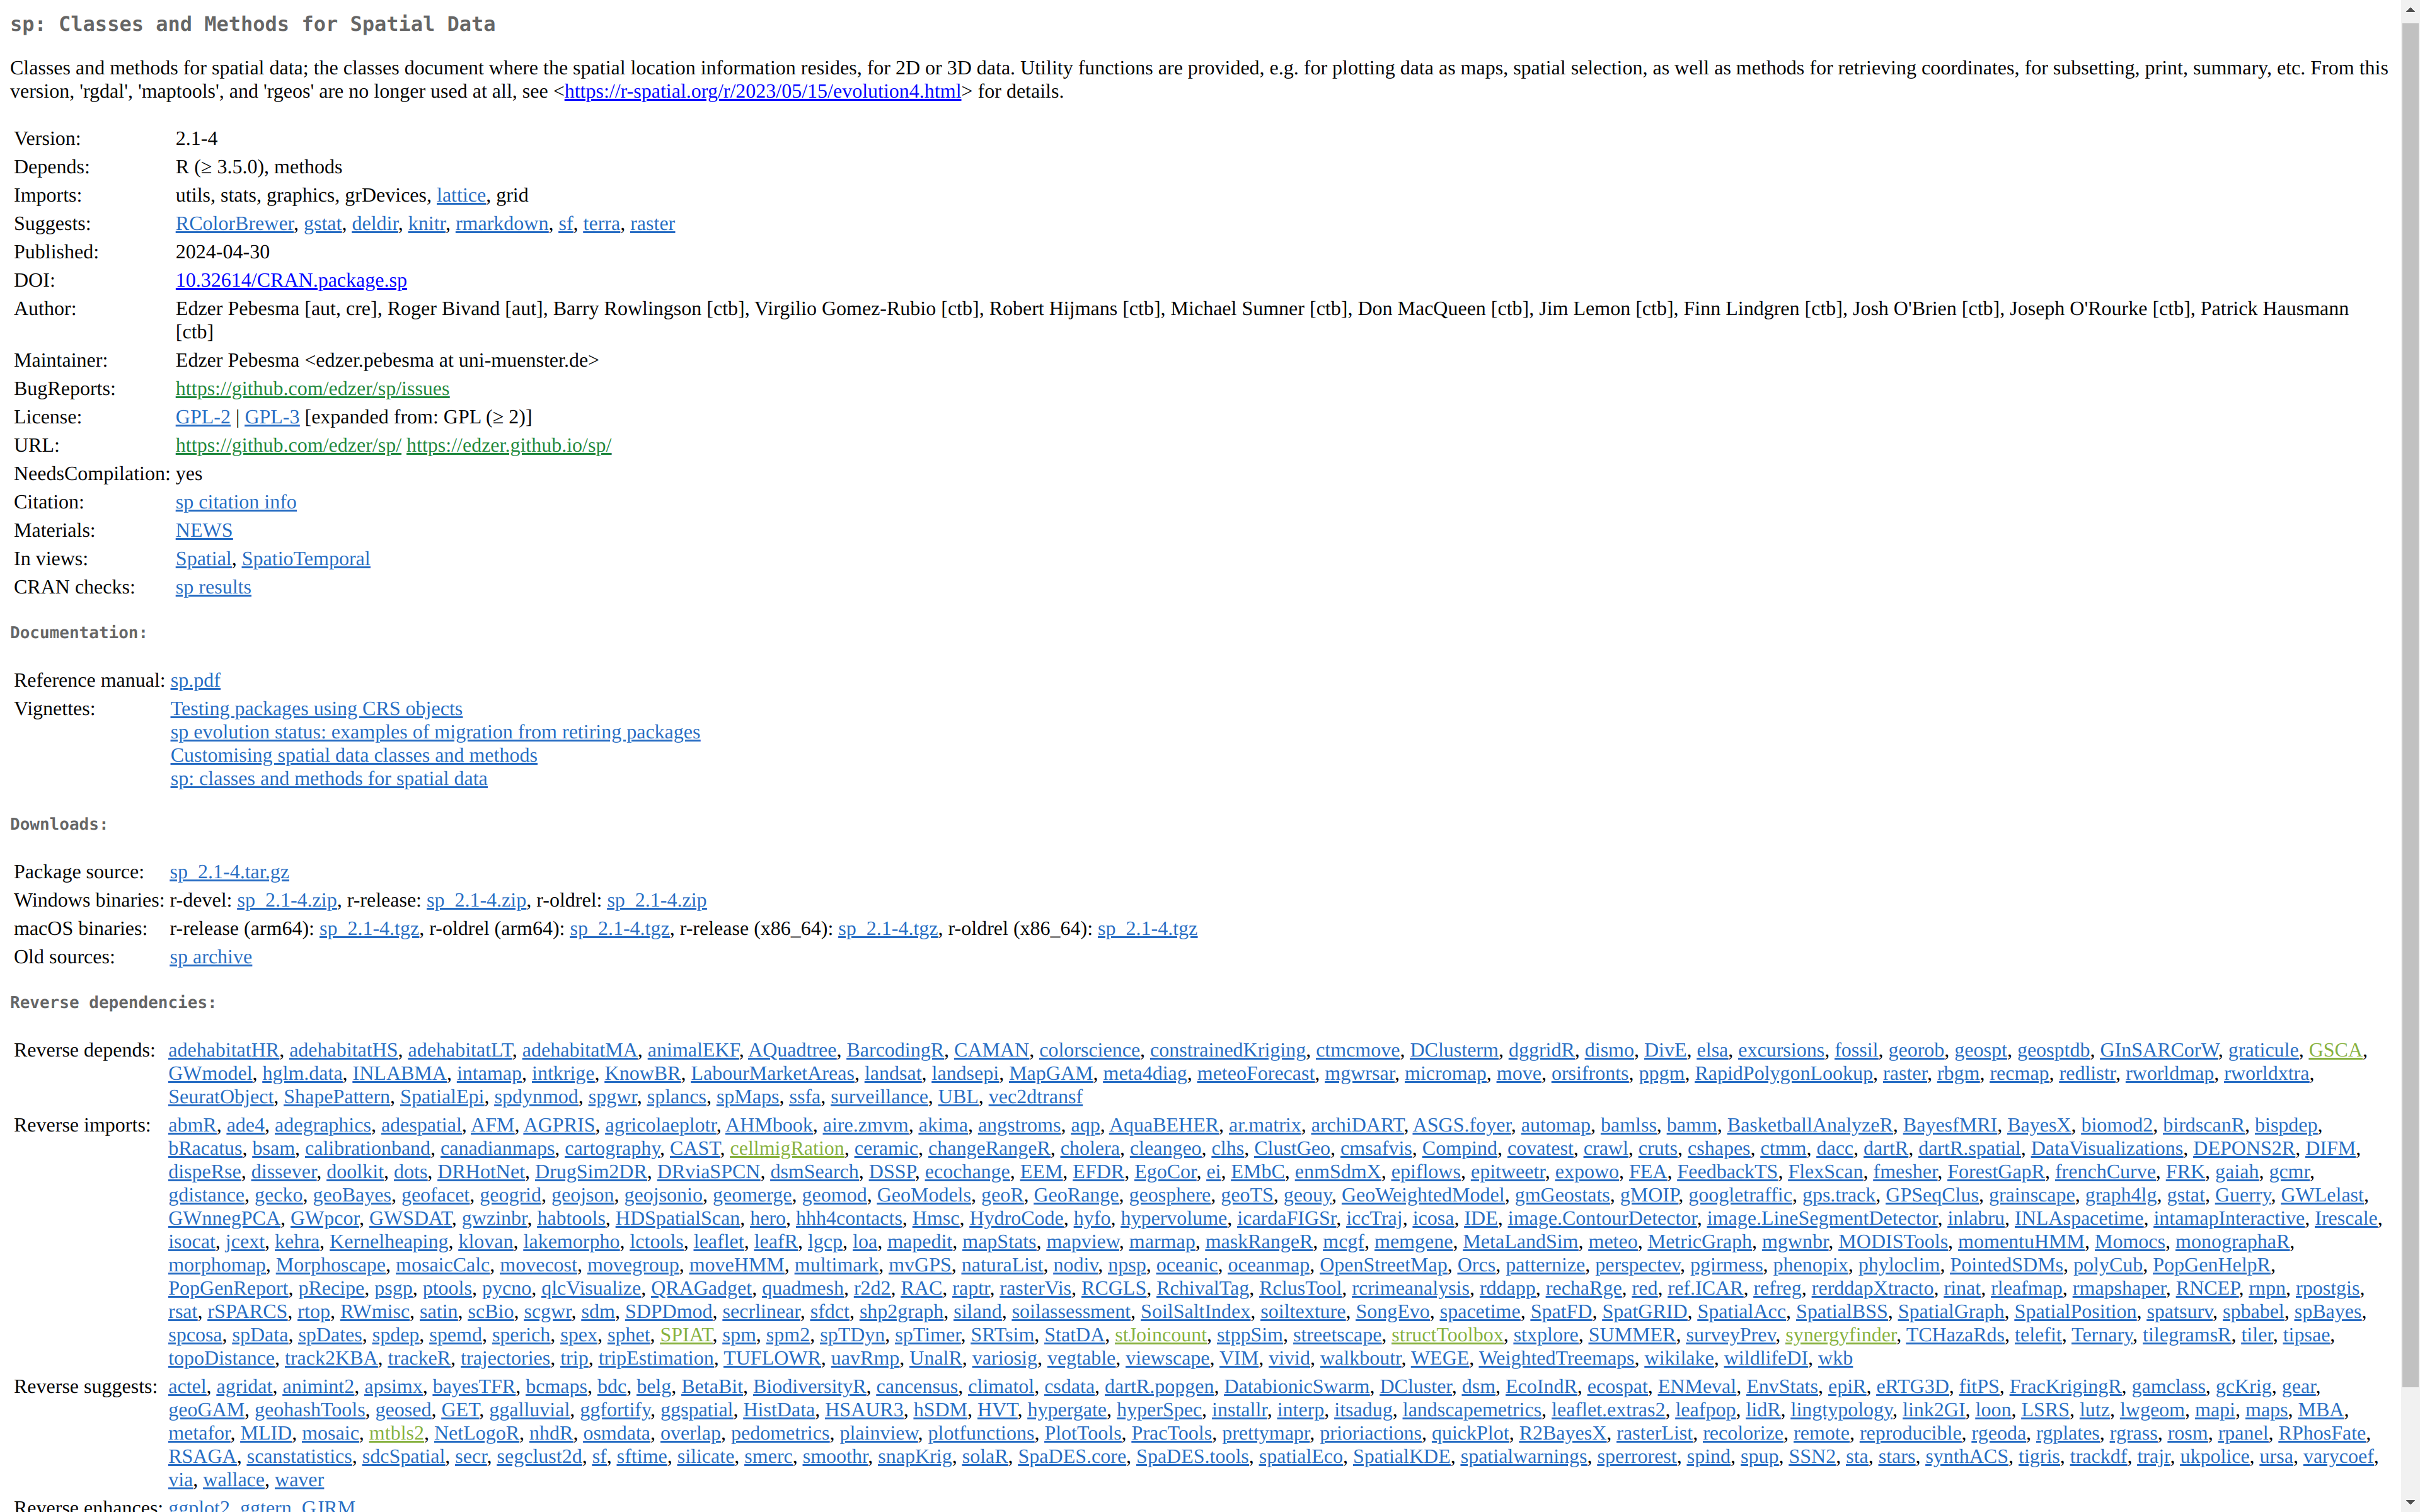 sp: Classes and Methods for Spatial Data
Classes and methods for spatial data; the classes document where the spatial location information resides, for 2D or 3D data. Utility functions are provided, e.g. for plotting data as maps, spatial selection, as well as methods for retrieving coordinates, for subsetting, print, summary, etc. From this
version, 'rgdal', 'maptools', and 'rgeos' are no longer used at all, see <https://r-spatial.org/r/2023/05/15/evolution4.html> for details.
Version: 2.1-4
Depends: R (≥ 3.5.0), methods
Imports: utils, stats, graphics, grDevices, lattice, grid
Suggests: RColorBrewer, gstat, deldir, knitr, rmarkdown, sf, terra, raster
Published: 2024-04-30
DOI: 10.32614/CRAN.package.sp
Author: Edzer Pebesma [aut, cre], Roger Bivand [aut], Barry Rowlingson [ctb], Virgilio Gomez-Rubio [ctb], Robert Hijmans [ctb], Michael Sumner [ctb], Don MacQueen [ctb], Jim Lemon [ctb], Finn Lindgren [ctb], Josh O'Brien [ctb], Joseph O'Rourke [ctb], Patrick Hausmann
[ctb]
Maintainer: Edzer Pebesma <edzer.pebesma at uni-muenster.de>
BugReports: https://github.com/edzer/sp/issues
License: GPL-2 | GPL-3 [expanded from: GPL (≥ 2)]
URL: https://github.com/edzer/sp/ https://edzer.github.io/sp/
NeedsCompilation: yes
Citation: sp citation info
Materials: NEWS
In views: Spatial, SpatioTemporal
CRAN checks: sp results
Documentation:
Reference manual: sp.pdf
Vignettes: Testing packages using CRS objects
sp evolution status: examples of migration from retiring packages
Customising spatial data classes and methods
sp: classes and methods for spatial data
Downloads:
Package source: sp_2.1-4.tar.gz
Windows binaries: r-devel: sp_2.1-4.zip, r-release: sp_2.1-4.zip, r-oldrel: sp_2.1-4.zip
macOS binaries: r-release (arm64): sp_2.1-4.tgz, r-oldrel (arm64): sp_2.1-4.tgz, r-release (x86_64): sp_2.1-4.tgz, r-oldrel (x86_64): sp_2.1-4.tgz
Old sources: sp archive
Reverse dependencies:
Reverse depends: adehabitatHR, adehabitatHS, adehabitatLT, adehabitatMA, animalEKF, AQuadtree, BarcodingR, CAMAN, colorscience, constrainedKriging, ctmcmove, DClusterm, dggridR, dismo, DivE, elsa, excursions, fossil, georob, geospt, geosptdb, GInSARCorW, graticule, GSCA,
GWmodel, hglm.data, INLABMA, intamap, intkrige, KnowBR, LabourMarketAreas, landsat, landsepi, MapGAM, meta4diag, meteoForecast, mgwrsar, micromap, move, orsifronts, ppgm, RapidPolygonLookup, raster, rbgm, recmap, redlistr, rworldmap, rworldxtra,
SeuratObject, ShapePattern, SpatialEpi, spdynmod, spgwr, splancs, spMaps, ssfa, surveillance, UBL, vec2dtransf
Reverse imports: abmR, ade4, adegraphics, adespatial, AFM, AGPRIS, agricolaeplotr, AHMbook, aire.zmvm, akima, angstroms, aqp, AquaBEHER, ar.matrix, archiDART, ASGS.foyer, automap, bamlss, bamm, BasketballAnalyzeR, BayesfMRI, BayesX, biomod2, birdscanR, bispdep,
bRacatus, bsam, calibrationband, canadianmaps, cartography, CAST, cellmigRation, ceramic, changeRangeR, cholera, cleangeo, clhs, ClustGeo, cmsafvis, Compind, covatest, crawl, cruts, cshapes, ctmm, dacc, dartR, dartR.spatial, DataVisualizations, DEPONS2R, DIFM,
dispeRse, dissever, doolkit, dots, DRHotNet, DrugSim2DR, DRviaSPCN, dsmSearch, DSSP, ecochange, EEM, EFDR, EgoCor, ei, EMbC, enmSdmX, epiflows, epitweetr, expowo, FEA, FeedbackTS, FlexScan, fmesher, ForestGapR, frenchCurve, FRK, gaiah, gcmr,
gdistance, gecko, geoBayes, geofacet, geogrid, geojson, geojsonio, geomerge, geomod, GeoModels, geoR, GeoRange, geosphere, geoTS, geouy, GeoWeightedModel, gmGeostats, gMOIP, googletraffic, gps.track, GPSeqClus, grainscape, graph4lg, gstat, Guerry, GWLelast,
GWnnegPCA, GWpcor, GWSDAT, gwzinbr, habtools, HDSpatialScan, hero, hhh4contacts, Hmsc, HydroCode, hyfo, hypervolume, icardaFIGSr, iccTraj, icosa, IDE, image.ContourDetector, image.LineSegmentDetector, inlabru, INLAspacetime, intamapInteractive, Irescale,
isocat, jcext, kehra, Kernelheaping, klovan, lakemorpho, lctools, leaflet, leafR, lgcp, loa, mapedit, mapStats, mapview, marmap, maskRangeR, mcgf, memgene, MetaLandSim, meteo, MetricGraph, mgwnbr, MODISTools, momentuHMM, Momocs, monographaR,
morphomap, Morphoscape, mosaicCalc, movecost, movegroup, moveHMM, multimark, mvGPS, naturaList, nodiv, npsp, oceanic, oceanmap, OpenStreetMap, Orcs, patternize, perspectev, pgirmess, phenopix, phyloclim, PointedSDMs, polyCub, PopGenHelpR,
PopGenReport, pRecipe, psgp, ptools, pycno, qlcVisualize, QRAGadget, quadmesh, r2d2, RAC, raptr, rasterVis, RCGLS, RchivalTag, RclusTool, rcrimeanalysis, rddapp, rechaRge, red, ref.ICAR, refreg, rerddapXtracto, rinat, rleafmap, rmapshaper, RNCEP, rnpn, rpostgis,
rsat, rSPARCS, rtop, RWmisc, satin, scBio, scgwr, sdm, SDPDmod, secrlinear, sfdct, shp2graph, siland, soilassessment, SoilSaltIndex, soiltexture, SongEvo, spacetime, SpatFD, SpatGRID, SpatialAcc, SpatialBSS, SpatialGraph, SpatialPosition, spatsurv, spbabel, spBayes,
spcosa, spData, spDates, spdep, spemd, sperich, spex, sphet, SPIAT, spm, spm2, spTDyn, spTimer, SRTsim, StatDA, stJoincount, stppSim, streetscape, structToolbox, stxplore, SUMMER, surveyPrev, synergyfinder, TCHazaRds, telefit, Ternary, tilegramsR, tiler, tipsae,
topoDistance, track2KBA, trackeR, trajectories, trip, tripEstimation, TUFLOWR, uavRmp, UnalR, variosig, vegtable, viewscape, VIM, vivid, walkboutr, WEGE, WeightedTreemaps, wikilake, wildlifeDI, wkb
Reverse suggests: actel, agridat, animint2, apsimx, bayesTFR, bcmaps, bdc, belg, BetaBit, BiodiversityR, cancensus, climatol, csdata, dartR.popgen, DatabionicSwarm, DCluster, dsm, EcoIndR, ecospat, ENMeval, EnvStats, epiR, eRTG3D, fitPS, FracKrigingR, gamclass, gcKrig, gear,
geoGAM, geohashTools, geosed, GET, ggalluvial, ggfortify, ggspatial, HistData, HSAUR3, hSDM, HVT, hypergate, hyperSpec, installr, interp, itsadug, landscapemetrics, leaflet.extras2, leafpop, lidR, lingtypology, link2GI, loon, LSRS, lutz, lwgeom, mapi, maps, MBA,
metafor, MLID, mosaic, mtbls2, NetLogoR, nhdR, osmdata, overlap, pedometrics, plainview, plotfunctions, PlotTools, PracTools, prettymapr, prioriactions, quickPlot, R2BayesX, rasterList, recolorize, remote, reproducible, rgeoda, rgplates, rgrass, rosm, rpanel, RPhosFate,
RSAGA, scanstatistics, sdcSpatial, secr, segclust2d, sf, sftime, silicate, smerc, smoothr, snapKrig, solaR, SpaDES.core, SpaDES.tools, spatialEco, SpatialKDE, spatialwarnings, sperrorest, spind, spup, SSN2, sta, stars, synthACS, tigris, trackdf, trajr, ukpolice, ursa, varycoef,
via, wallace, waver
Reverse enhances: ggplot2, ggtern, GJRM